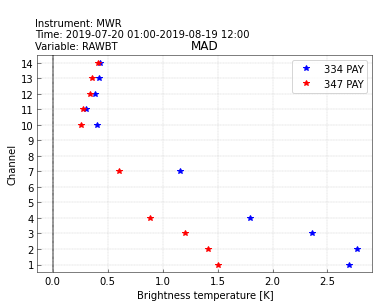 Instrument: MWR
Time: 2019-07-20 01:00-2019-08-19 12:00
Variable: RAWBT
MAD
334 PAY
347 PAY
Channel
14
13
12
11
10
9
8
7
6
5
4
3
2
1
0.0 0.5 1.0 1.5 2.0 2.5
Brightness temperature [K]